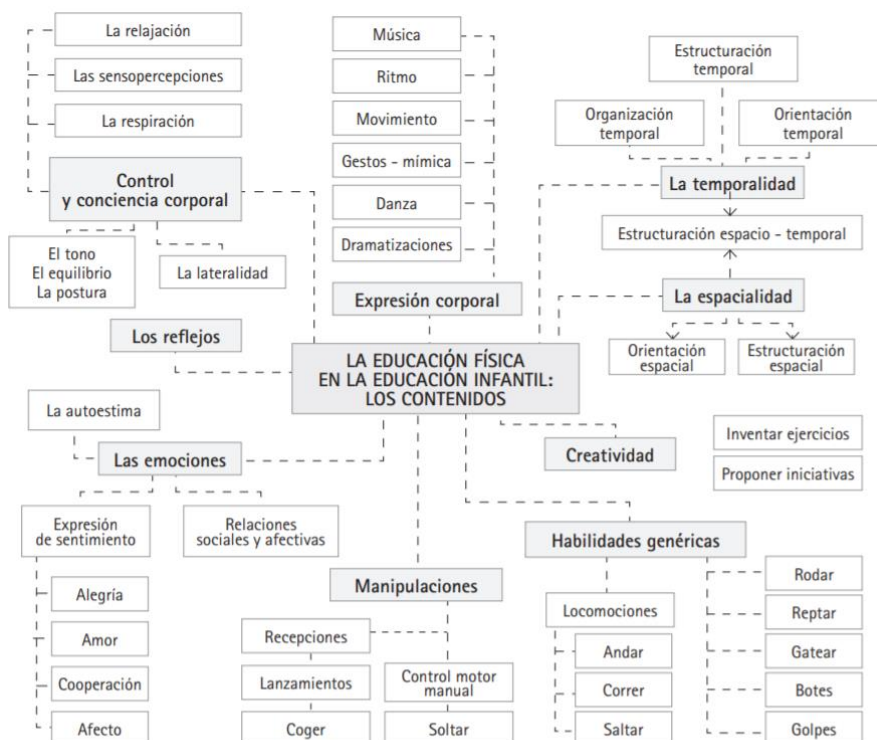 La relajación
Las sensopercepciones
La respiración
Control
y conciencia corporal
El tono
El equilibrio
La postura
La lateralidad
Los reflejos
Música
Ritmo
Movimiento
Gestos - mímica
Danza
Dramatizaciones
Expresión corporal
Estructuración
temporal
Organización
temporal
Orientación
temporal
La temporalidad
Estructuración espacio - temporal
La espacialidad
Orientación
espacial
Estructuración
espacial
LA EDUCACIÓN FÍSICA
EN LA EDUCACIÓN INFANTIL:
LOS CONTENIDOS
La autoestima
Las emociones
Expresión
de sentimiento
Relaciones
sociales y afectivas
Alegría
Amor
Cooperación
Afecto
Manipulaciones
Recepciones
Lanzamientos
Coger
Control motor
manual
Soltar
Creatividad
Inventar ejercicios
Proponer iniciativas
Habilidades genéricas
Locomociones
Andar
Correr
Saltar
Rodar
Reptar
Gatear
Botes
Golpes